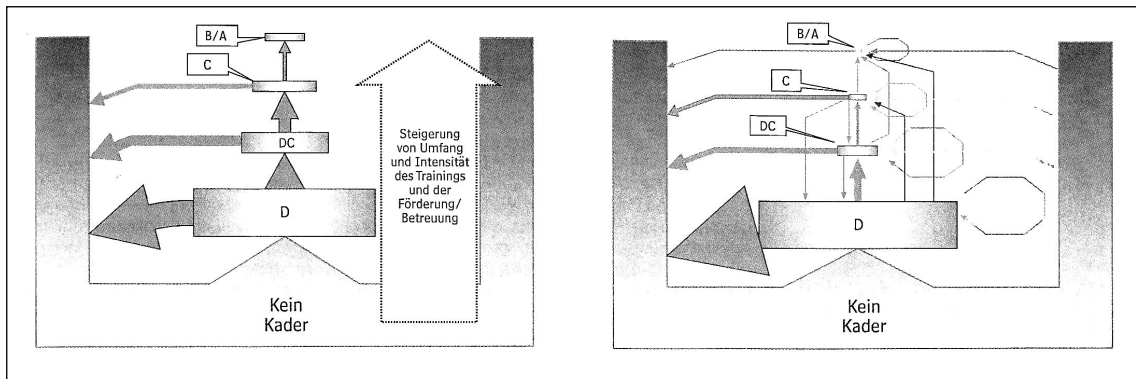 B/A
C
DC
D
Steigerung
von Umfang
und Intensität
des Trainings
und der
Förderung/
Betreuung
Kein
Kader
B/A
C
DC
D
Kein
Kader